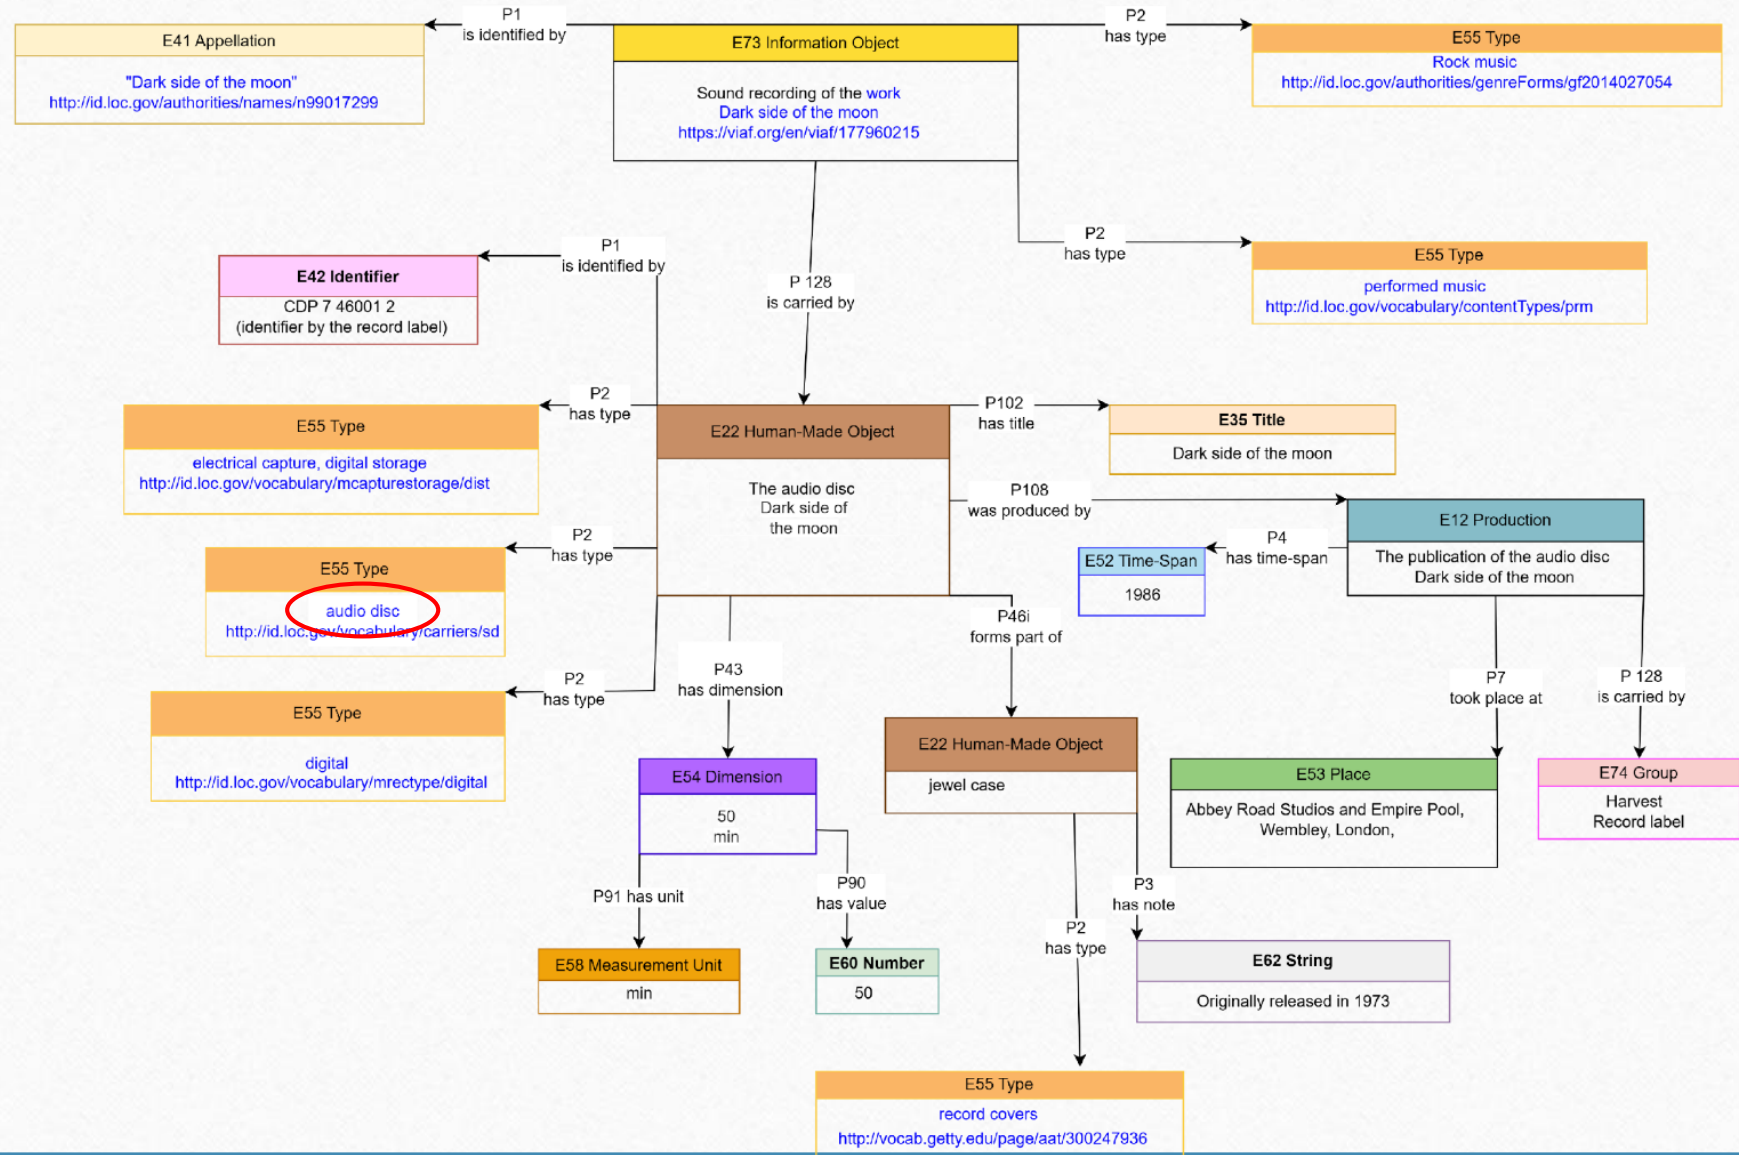 P1
is identified by
P2
has type
E41 Appellation
"Dark side of the moon"
http://id.loc.gov/authorities/names/n99017299
E73 Information Object
Sound recording of the work
Dark side of the moon
https://viaf.org/en/viaf/177960215
E55 Type
Rock music
http://id.loc.gov/authorities/genreForms/gf2014027054
P1
is identified by
P 128
is carried by
P2
has type
E42 Identifier
CDP 7 46001 2
(identifier by the record label)
E55 Type
performed music
http://id.loc.gov/vocabulary/contentTypes/prm
P2
has type
E55 Type
electrical capture, digital storage
http://id.loc.gov/vocabulary/mcapturestorage/dist
E22 Human-Made Object
The audio disc
Dark side of
the moon
P102
has title
E35 Title
Dark side of the moon
P108
was produced by
E12 Production
The publication of the audio disc
Dark side of the moon
P4
has time-span
E52 Time-Span
1986
P2
has type
E55 Type
audio disc
http://id.loc.gov/vocabulary/carriers/sd
P46i
forms part of
P43
has dimension
P2
has type
P7
took place at
P 128
is carried by
E55 Type
digital
http://id.loc.gov/vocabulary/mrectype/digital
E54 Dimension
50
min
E22 Human-Made Object
jewel case
E53 Place
Abbey Road Studios and Empire Pool,
Wembley, London,
E74 Group
Harvest
Record label
P91 has unit
P90
has value
P3
has note
P2
has type
E58 Measurement Unit
min
E60 Number
50
E62 String
Originally released in 1973
E55 Type
record covers
http://vocab.getty.edu/page/aat/300247936